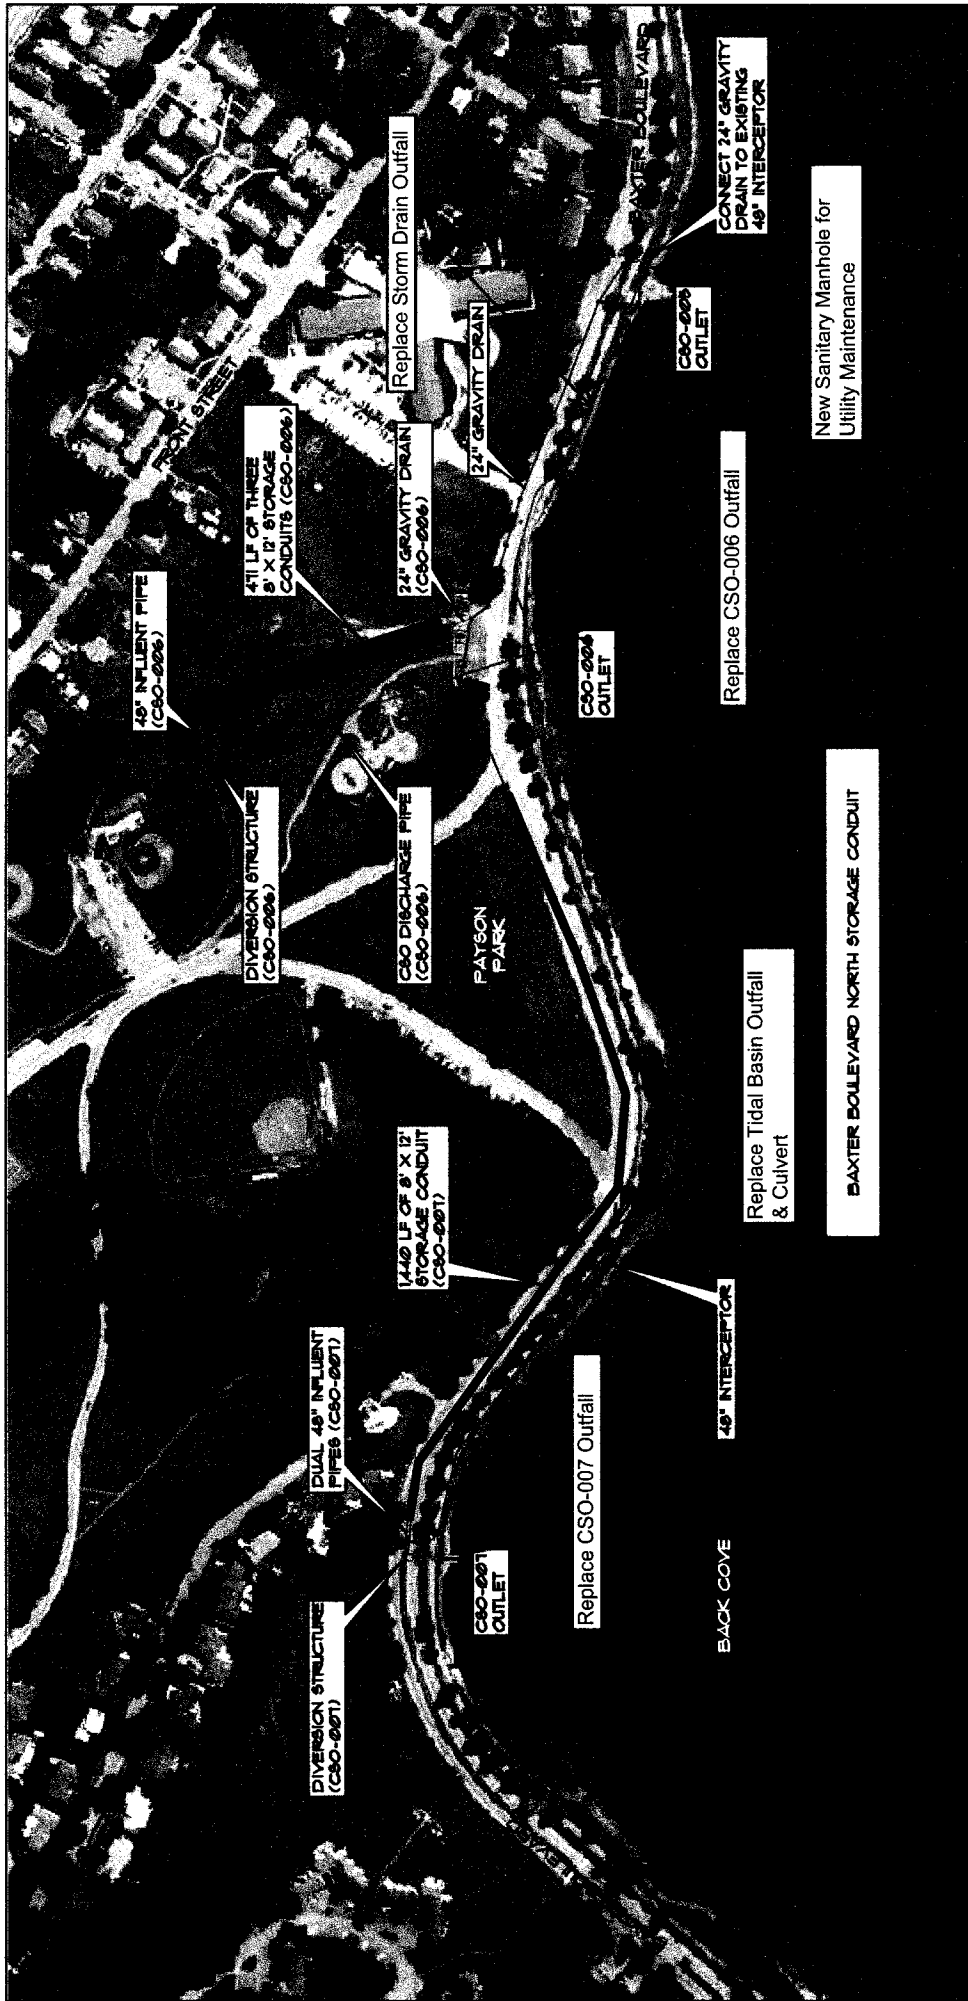 DIVERSION STRUCTURE
(CSO-007)
DUAL 48" INFLUENT
PIPES (CSO-007)
CSO-007
OUTLET
Replace CSO-007 Outfall
BACK COVE
1,440 LF OF 8' X 12'
STORAGE CONDUIT
(CSO-007)
48" INTERCEPTOR
Replace Tidal Basin Outfall
& Culvert
BAXTER BOULEVARD NORTH STORAGE CONDUIT
PAYSON
PARK
DIVERSION STRUCTURE
(CSO-006)
CSO DISCHARGE PIPE
(CSO-006)
48" INFLUENT PIPE
(CSO-006)
471 LF OF THREE
8' X 12' STORAGE
CONDUITS (CSO-006)
24" GRAVITY DRAIN
(CSO-006)
CSO-006
OUTLET
Replace CSO-006 Outfall
FRONT STREET
Replace Storm Drain Outfall
24" GRAVITY DRAIN
CSO-005
OUTLET
BAXTER BOULEVARD
CONNECT 24" GRAVITY
DRAIN TO EXISTING
48" INTERCEPTOR
New Sanitary Manhole for
Utility Maintenance